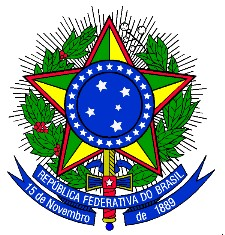 REPÚBLICA FEDERATIVA DO BRASIL
15 de Novembro de 1889